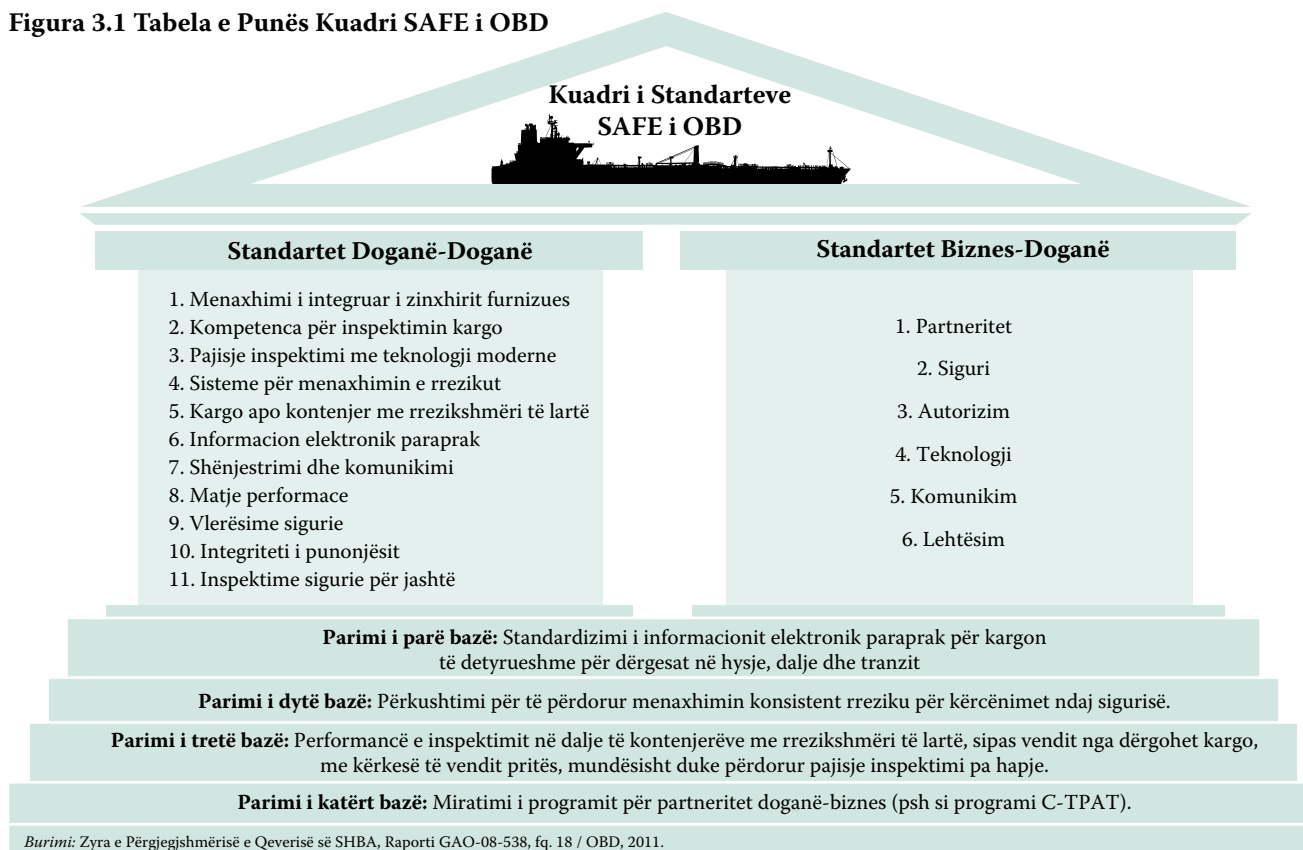 Figura 3.1 Tabela e Punës Kuadri SAFE i OBD
Kuadri i Standarteve
SAFE i OBD
Standartet Doganë-Doganë
1. Menaxhimi i integruar i zinxhirit furnizues
2. Kompetenca për inspektimin kargo
3. Pajisje inspektimi me teknologji moderne
4. Sisteme për menaxhimin e rrezikut
5. Kargo apo kontenjer me rrezikshmëri të lartë
6. Informacion elektronik paraprak
7. Shënjestrimi dhe komunikimi
8. Matje performace
9. Vlerësime sigurie
10. Integriteti i punonjësit
11. Inspektime sigurie për jashtë
Standartet Biznes-Doganë
1. Partneritet
2. Siguri
3. Autorizim
4. Teknologji
5. Komunikim
6. Lehtësim
Parimi i parë bazë: Standardizimi i informacionit elektronik paraprak për kargon
të detyrueshme për dërgesat në hysje, dalje dhe tranzit
Parimi i dytë bazë: Përkushtimi për të përdorur menaxhimin konsistent rreziku për kërcënimet ndaj sigurisë.
Parimi i tretë bazë: Performancë e inspektimit në dalje të kontenjerëve me rrezikshmëri të lartë, sipas vendit nga dërgohet kargo,
me kërkesë të vendit pritës, mundësisht duke përdorur pajisje inspektimi pa hapje.
Parimi i katërt bazë: Miratimi i programit për partneritet doganë-biznes (psh si programi C-TPAT).
Burimi: Zyra e Përgjegjshmërisë e Qeverisë së SHBA, Raporti GAO-08-538, fq. 18 / OBD, 2011.